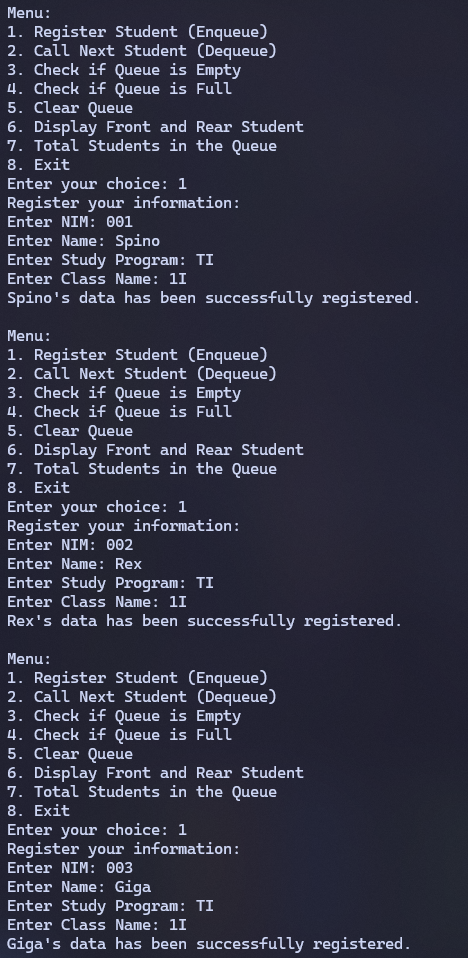 Menu:
1. Register Student (Enqueue)
2. Call Next Student (Dequeue)
3. Check if Queue is Empty
4. Check if Queue is Full
5. Clear Queue
6. Display Front and Rear Student
7. Total Students in the Queue
8. Exit
Enter your choice: 1
Register your information:
Enter NIM: 001
Enter Name: Spino
Enter Study Program: TI
Enter Class Name: 1I
Spino's data has been successfully registered.

Menu:
1. Register Student (Enqueue)
2. Call Next Student (Dequeue)
3. Check if Queue is Empty
4. Check if Queue is Full
5. Clear Queue
6. Display Front and Rear Student
7. Total Students in the Queue
8. Exit
Enter your choice: 1
Register your information:
Enter NIM: 002
Enter Name: Rex
Enter Study Program: TI
Enter Class Name: 1I
Rex's data has been successfully registered.

Menu:
1. Register Student (Enqueue)
2. Call Next Student (Dequeue)
3. Check if Queue is Empty
4. Check if Queue is Full
5. Clear Queue
6. Display Front and Rear Student
7. Total Students in the Queue
8. Exit
Enter your choice: 1
Register your information:
Enter NIM: 003
Enter Name: Giga
Enter Study Program: TI
Enter Class Name: 1I
Giga's data has been successfully registered.